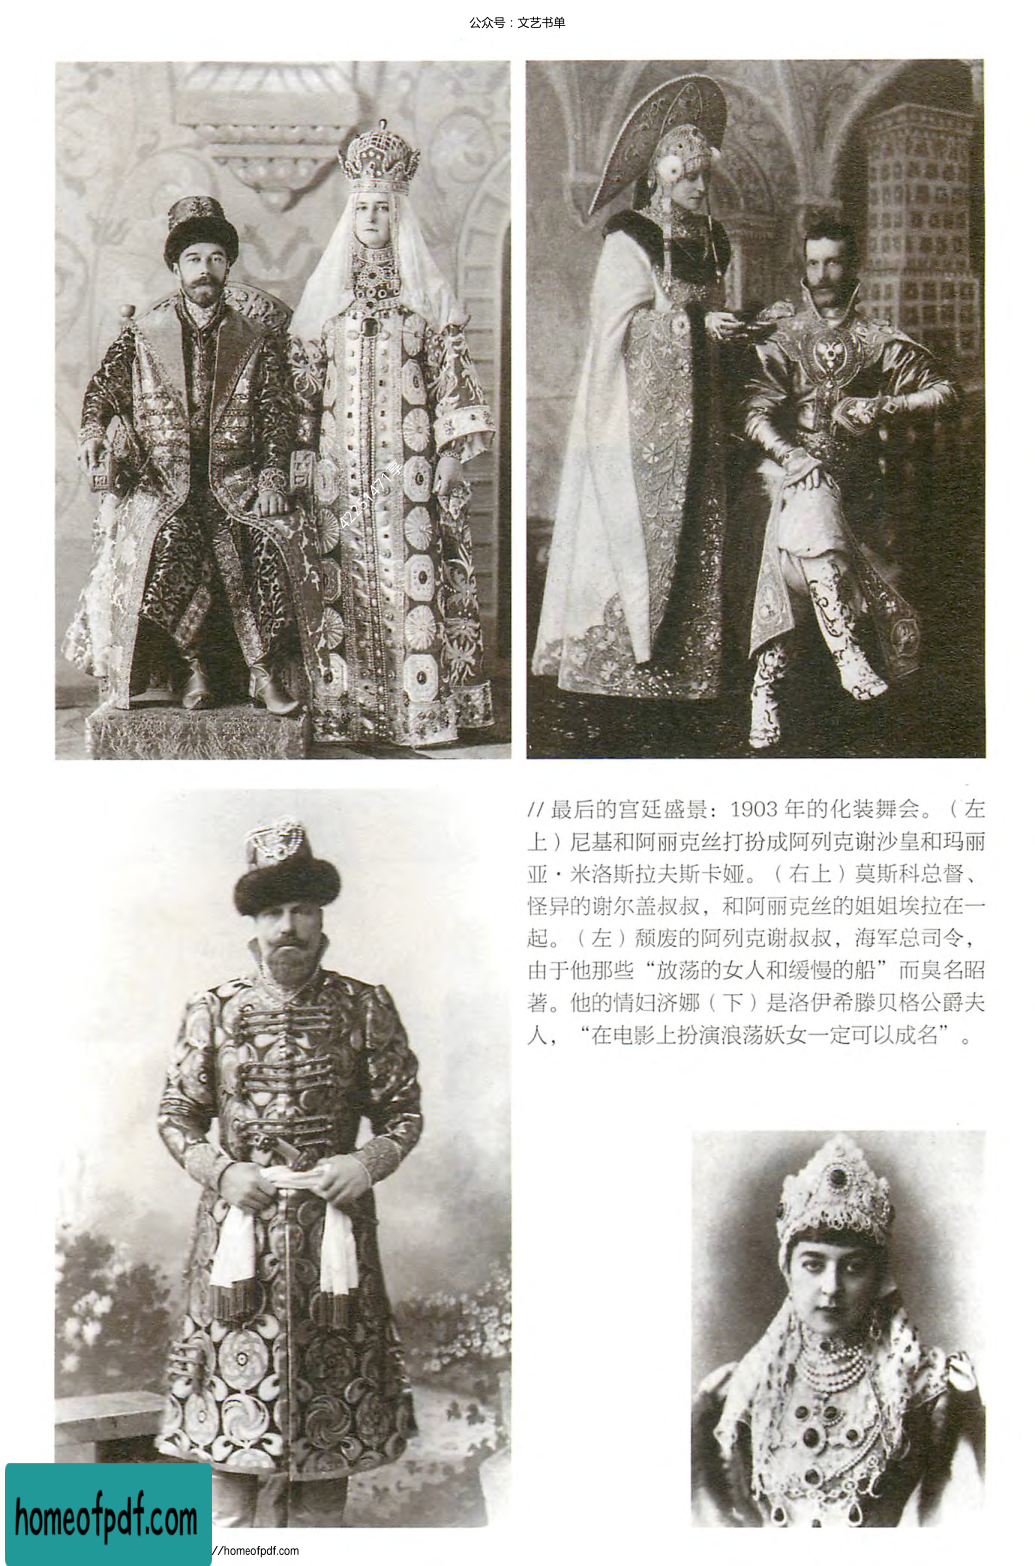 公众号：文艺书单
// 最后的宫廷盛景：1903 年的化装舞会。（左
上）尼基和阿丽克丝打扮成阿列克谢沙皇和玛丽
亚·米洛斯拉夫斯卡娅。（右上）莫斯科总督、
怪异的谢尔盖叔叔，和阿丽克丝的姐姐埃拉在一
起。（左）颓废的阿列克谢叔叔，海军总司令，
由于他那些“放荡的女人和缓慢的船”而臭名昭
著。他的情妇济娜（下）是洛伊希滕贝格公爵夫
人，“在电影上扮演浪荡妖女一定可以成名”。
homeofpdf.com
//homeofpdf.com